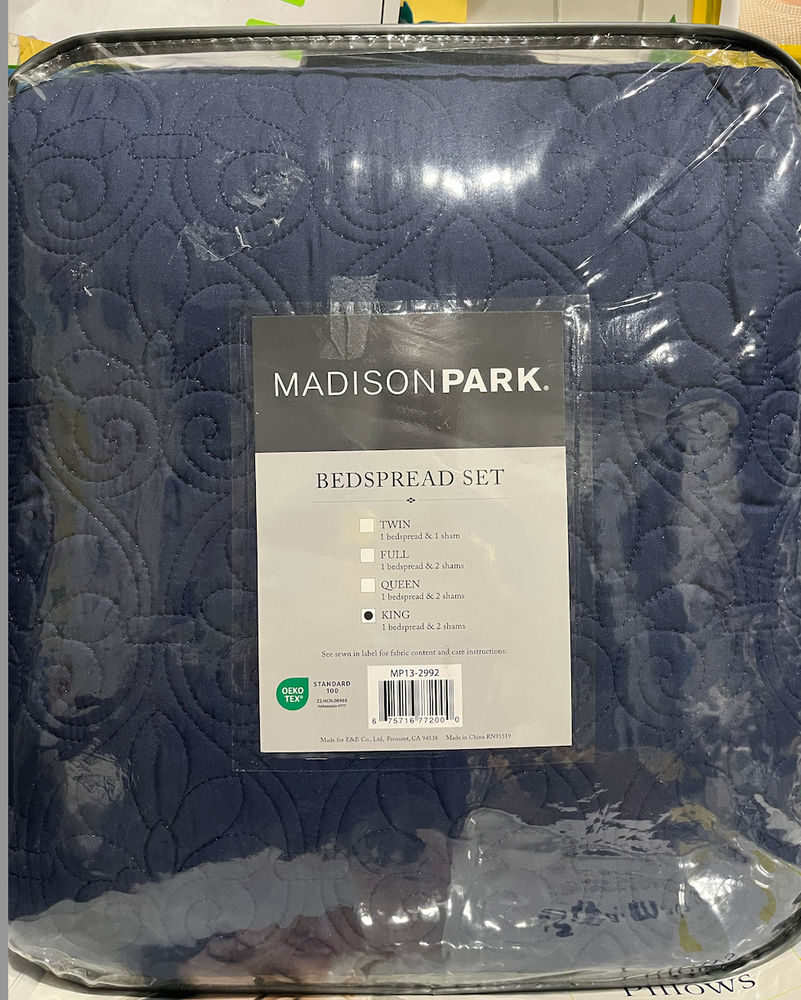 MADISONPARK®
BEDSPREAD SET
TWIN
1 bedspread & 1 sham
FULL
1 bedspread & 2 shams
QUEEN
1 bedspread & 2 shams
KING
1 bedspread & 2 shams
See sewn in label for fabric content and care instructions.
OEKO
TEX®
STANDARD
100
MP13-2992
6 75716 77200 0
Made for E&E Co., Ltd, Fremont, CA 94538 Made in China RN91519
Pillows